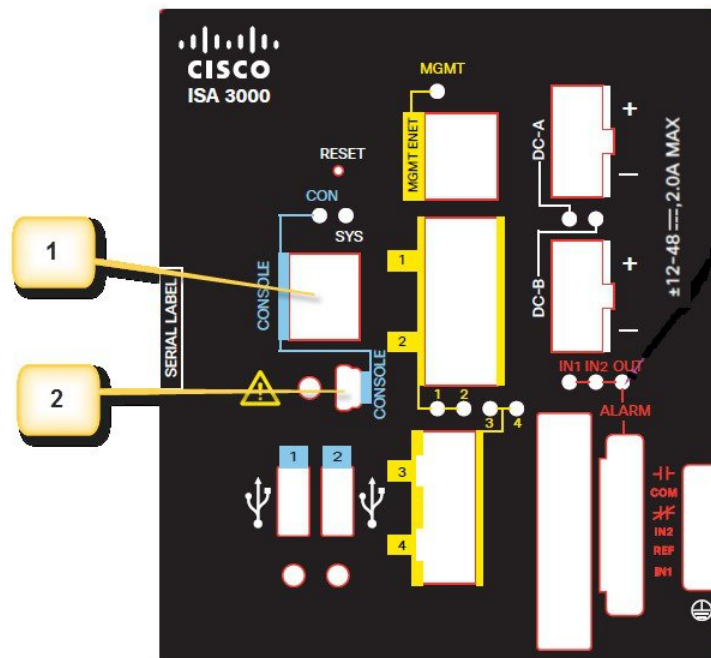 CISCO
ISA 3000
MGMT
MGMT ENET
RESET
CON
SYS
CONSOLE
1
2
SERIAL LABEL
CONSOLE
1
2
1 2
3 4
1 2
3
4
DC-A
DC-B
+
−
+
−
±12-48⎓,2.0A MAX
IN1 IN2 OUT
ALARM
COM
IN2
REF
IN1